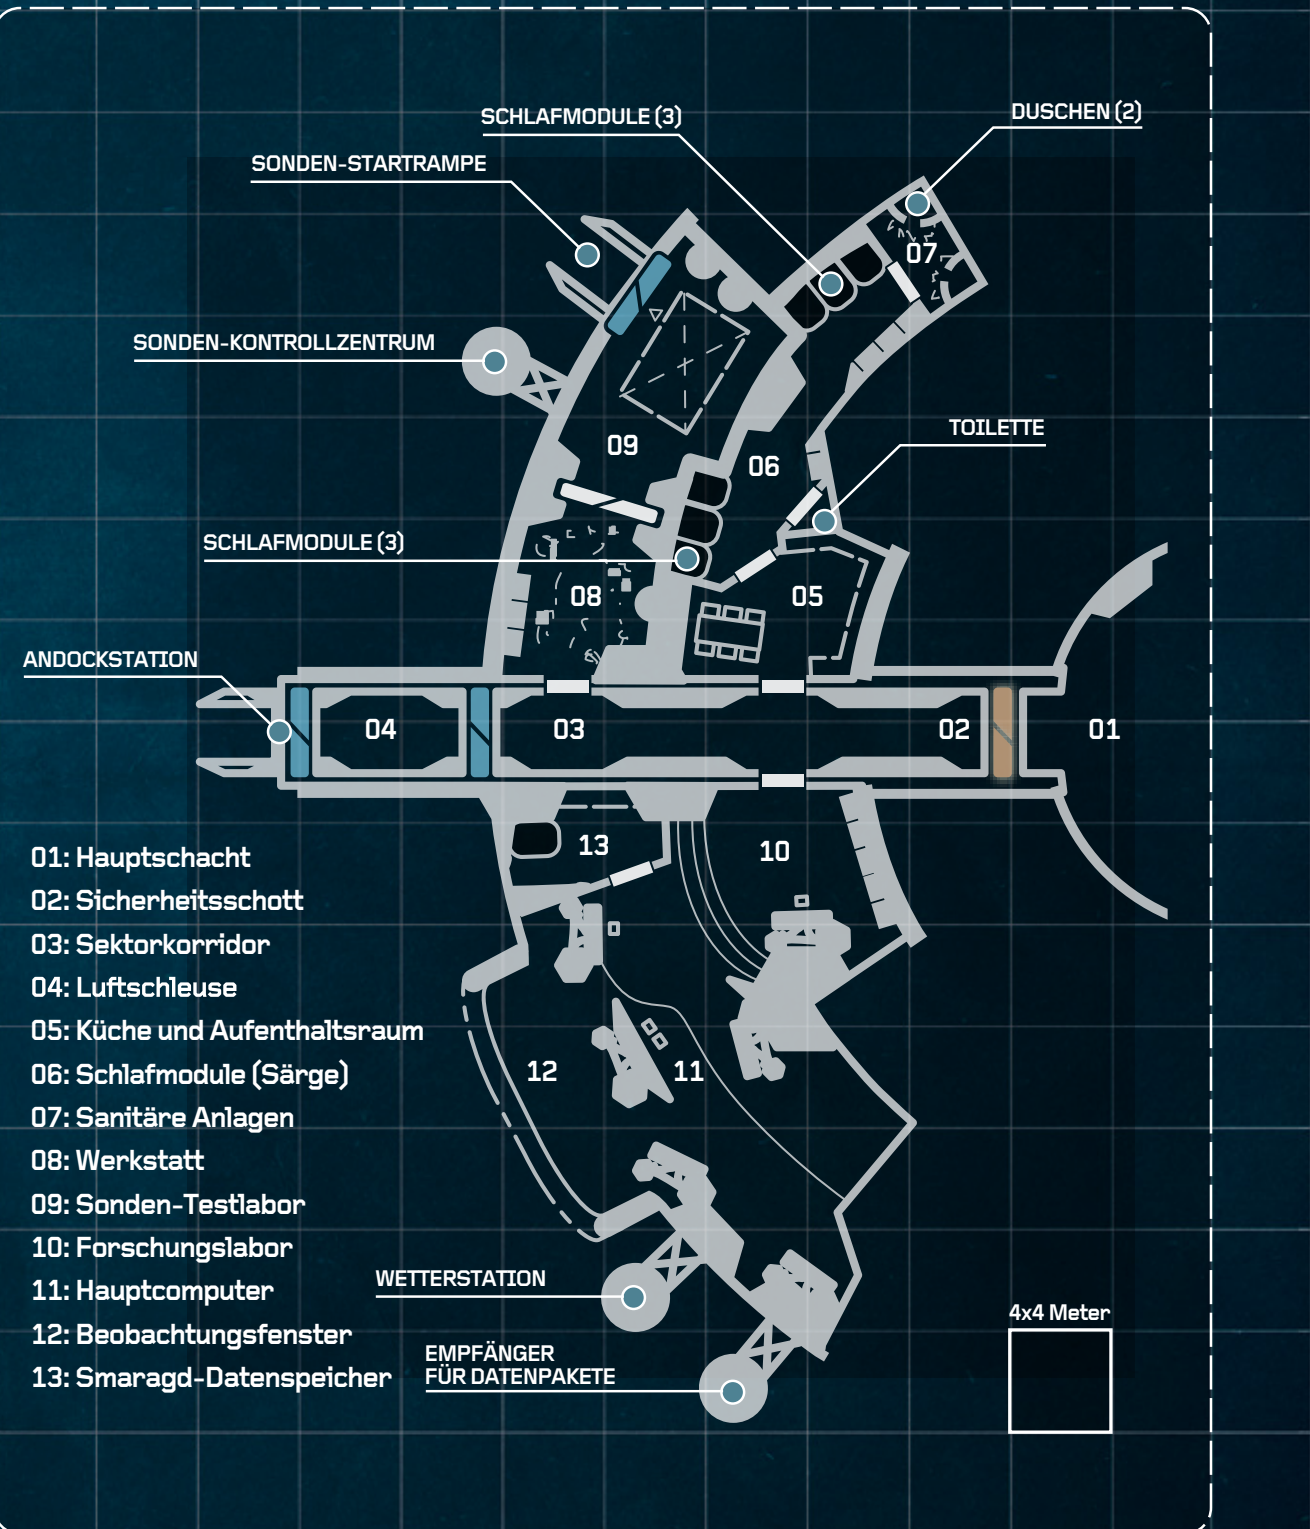 DUSCHEN (2)
SCHLAFMODULE (3)
SONDEN-STARTRAMPE
07
SONDEN-KONTROLLZENTRUM
TOILETTE
09
06
SCHLAFMODULE (3)
08
05
ANDOCKSTATION
04
03
02
01
13
10
01: Hauptschacht
02: Sicherheitsschott
03: Sektorkorridor
04: Luftschleuse
05: Küche und Aufenthaltsraum
06: Schlafmodule (Särge)
07: Sanitäre Anlagen
08: Werkstatt
09: Sonden-Testlabor
10: Forschungslabor
11: Hauptcomputer
12: Beobachtungsfenster
13: Smaragd-Datenspeicher
12
11
WETTERSTATION
4x4 Meter
EMPFÄNGER
FÜR DATENPAKETE